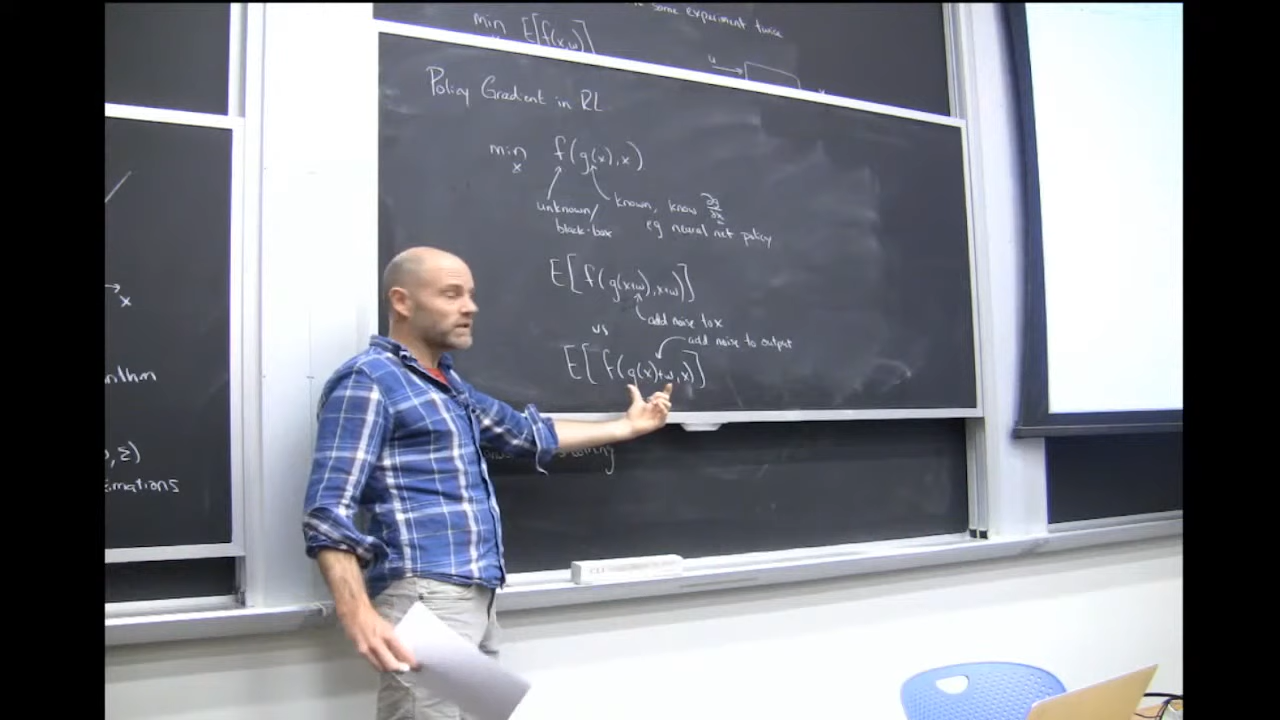 some experiment twice
min E[f(x,ω)]
u
Policy Gradient in RL
min f(g(x),x)
x
unknown/ known, know ∂g/∂x
black-box eg neural net policy
E[f(g(x+ω),x+ω)]
add noise to x
vs
add noise to output
E[f(g(x)+ω,x)]
x
Σ)